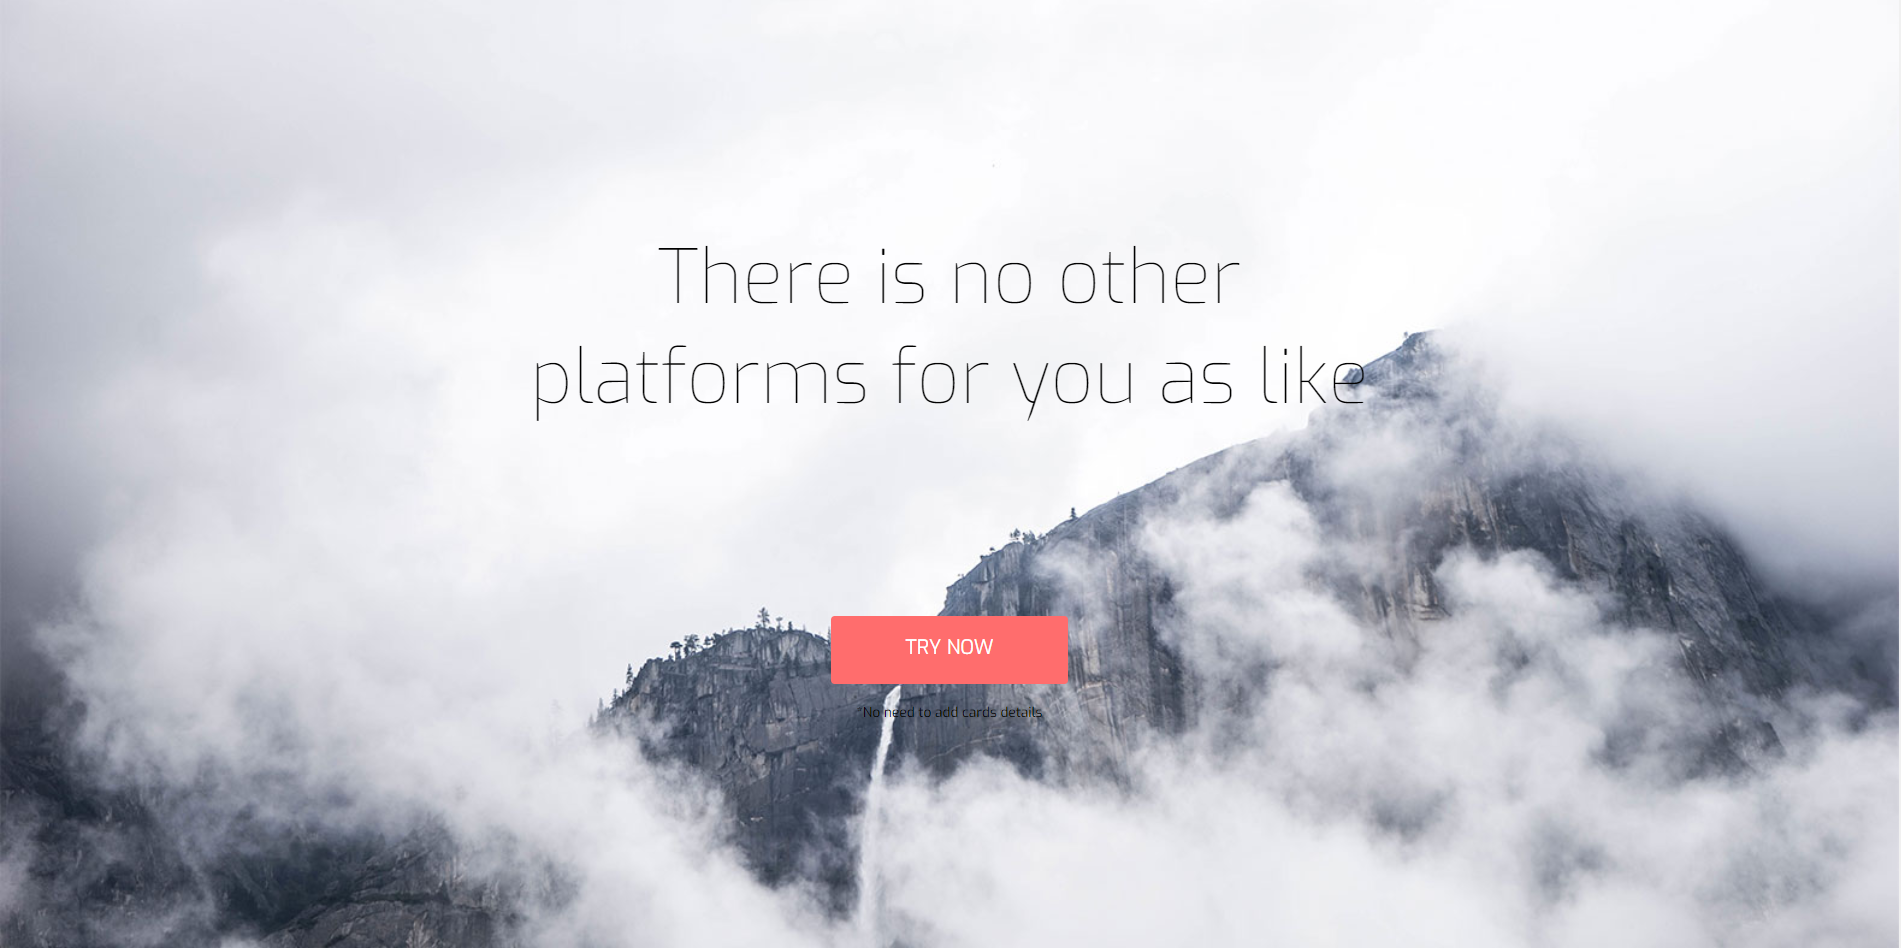 There is no other
platforms for you as like
TRY NOW
No need to add cards details